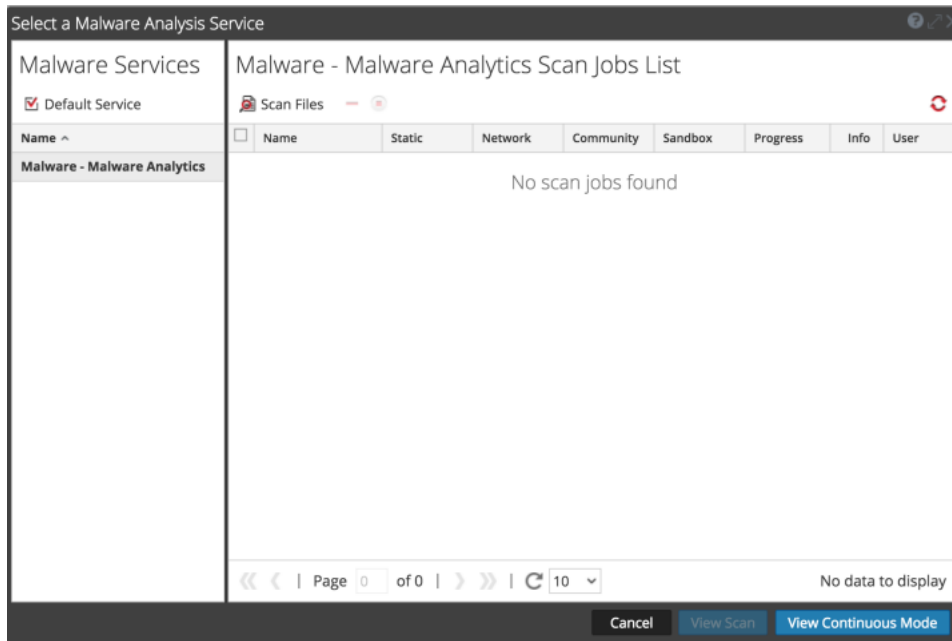 Select a Malware Analysis Service
Malware Services
Default Service
Name
Malware - Malware Analytics
Malware - Malware Analytics Scan Jobs List
Scan Files
Name Static Network Community Sandbox Progress Info User
No scan jobs found
Page 0 of 0 | 10 No data to display
Cancel View Scan View Continuous Mode